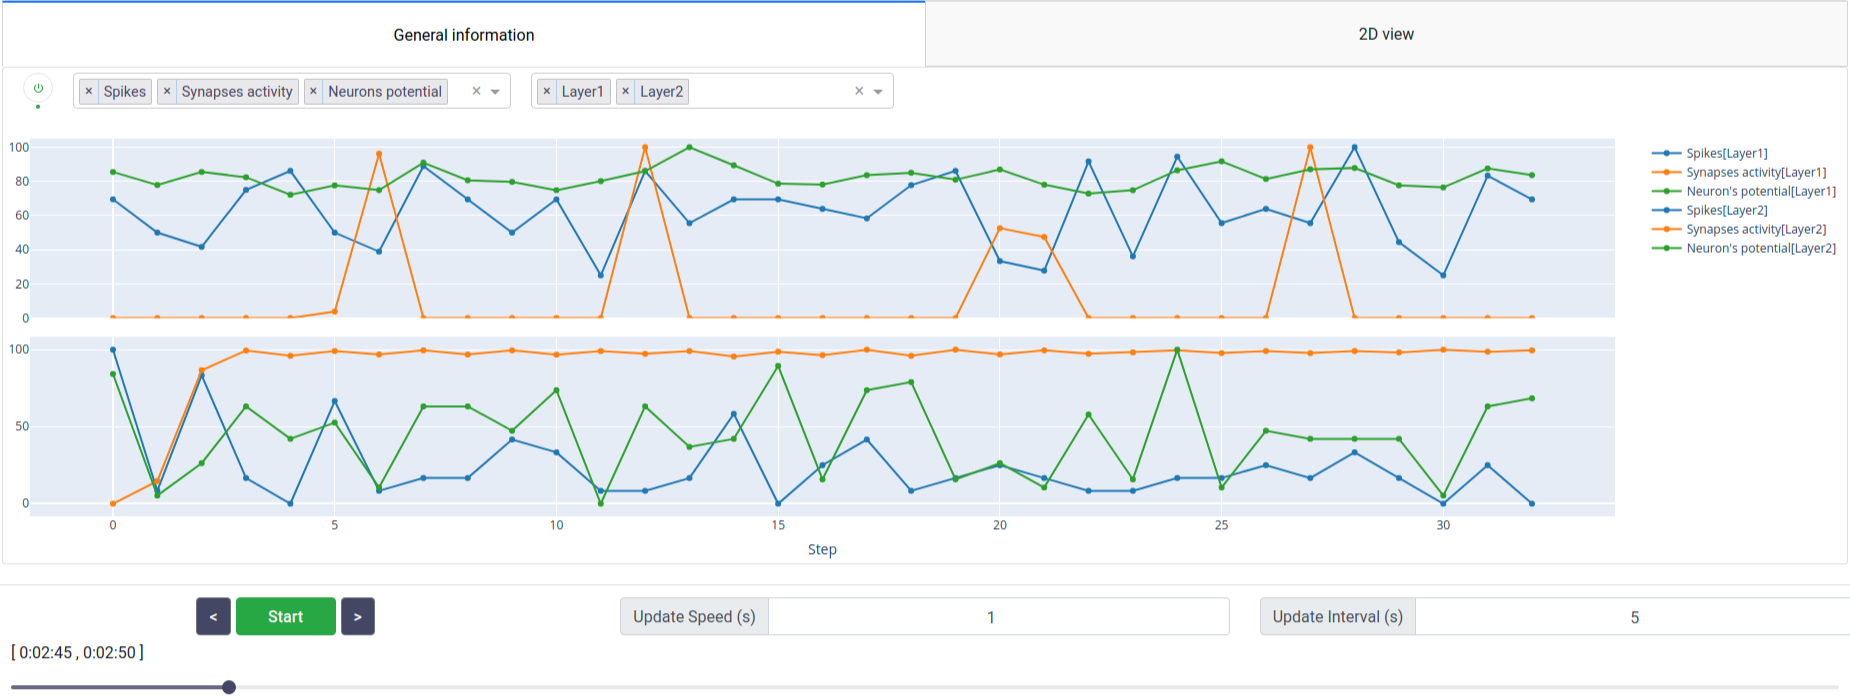 General information
2D view
× Spikes × Synapses activity × Neurons potential ×
× Layer1 × Layer2 ×
100
80
60
40
20
0
Spikes[Layer1]
Synapses activity[Layer1]
Neuron's potential[Layer1]
Spikes[Layer2]
Synapses activity[Layer2]
Neuron's potential[Layer2]
100
50
0
0 5 10 15 20 25 30
Step
< Start >
Update Speed (s) 1
Update Interval (s) 5
[ 0:02:45 , 0:02:50 ]